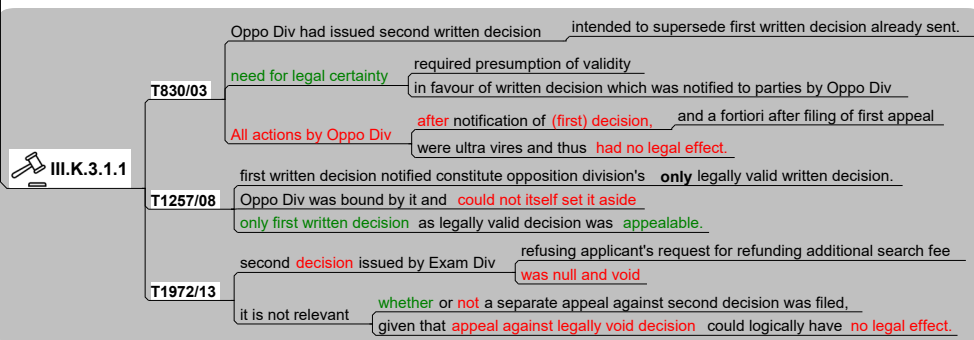 Oppo Div had issued second written decision
intended to supersede first written decision already sent.
T830/03
need for legal certainty
required presumption of validity
in favour of written decision which was notified to parties by Oppo Div
All actions by Oppo Div
after notification of (first) decision,
and a fortiori after filing of first appeal
were ultra vires and thus had no legal effect.
III.K.3.1.1
T1257/08
first written decision notified constitute opposition division's only legally valid written decision.
Oppo Div was bound by it and could not itself set it aside
only first written decision as legally valid decision was appealable.
T1972/13
second decision issued by Exam Div
refusing applicant's request for refunding additional search fee
was null and void
it is not relevant
whether or not a separate appeal against second decision was filed,
given that appeal against legally void decision could logically have no legal effect.